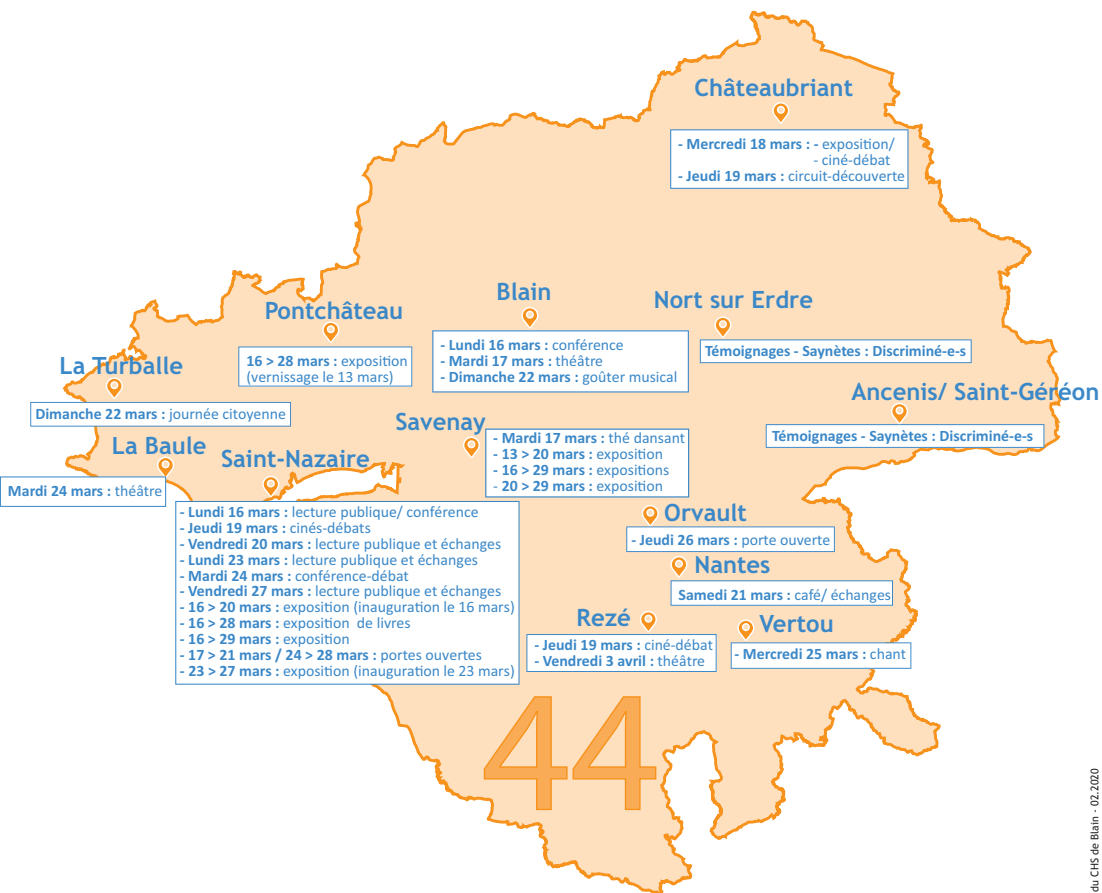 Châteaubriant
- Mercredi 18 mars : - exposition/
- ciné-débat
- Jeudi 19 mars : circuit-découverte
Pontchâteau
16 > 28 mars : exposition
(vernissage le 13 mars)
Blain
- Lundi 16 mars : conférence
- Mardi 17 mars : théâtre
- Dimanche 22 mars : goûter musical
Nort sur Erdre
Témoignages - Saynètes : Discriminé-e-s
La Turballe
Dimanche 22 mars : journée citoyenne
Ancenis/ Saint-Géréon
Témoignages - Saynètes : Discriminé-e-s
La Baule
Mardi 24 mars : théâtre
Saint-Nazaire
- Lundi 16 mars : lecture publique/ conférence
- Jeudi 19 mars : cinés-débats
- Vendredi 20 mars : lecture publique et échanges
- Lundi 23 mars : lecture publique et échanges
- Mardi 24 mars : conférence-débat
- Vendredi 27 mars : lecture publique et échanges
- 16 > 20 mars : exposition (inauguration le 16 mars)
- 16 > 28 mars : exposition de livres
- 16 > 29 mars : exposition
- 17 > 21 mars / 24 > 28 mars : portes ouvertes
- 23 > 27 mars : exposition (inauguration le 23 mars)
Savenay
- Mardi 17 mars : thé dansant
- 13 > 20 mars : exposition
- 16 > 29 mars : expositions
- 20 > 29 mars : exposition
Orvault
- Jeudi 26 mars : porte ouverte
Nantes
Samedi 21 mars : café/ échanges
Rezé
- Jeudi 19 mars : ciné-débat
- Vendredi 3 avril : théâtre
Vertou
- Mercredi 25 mars : chant
44
du CHS de Blain - 02.2020